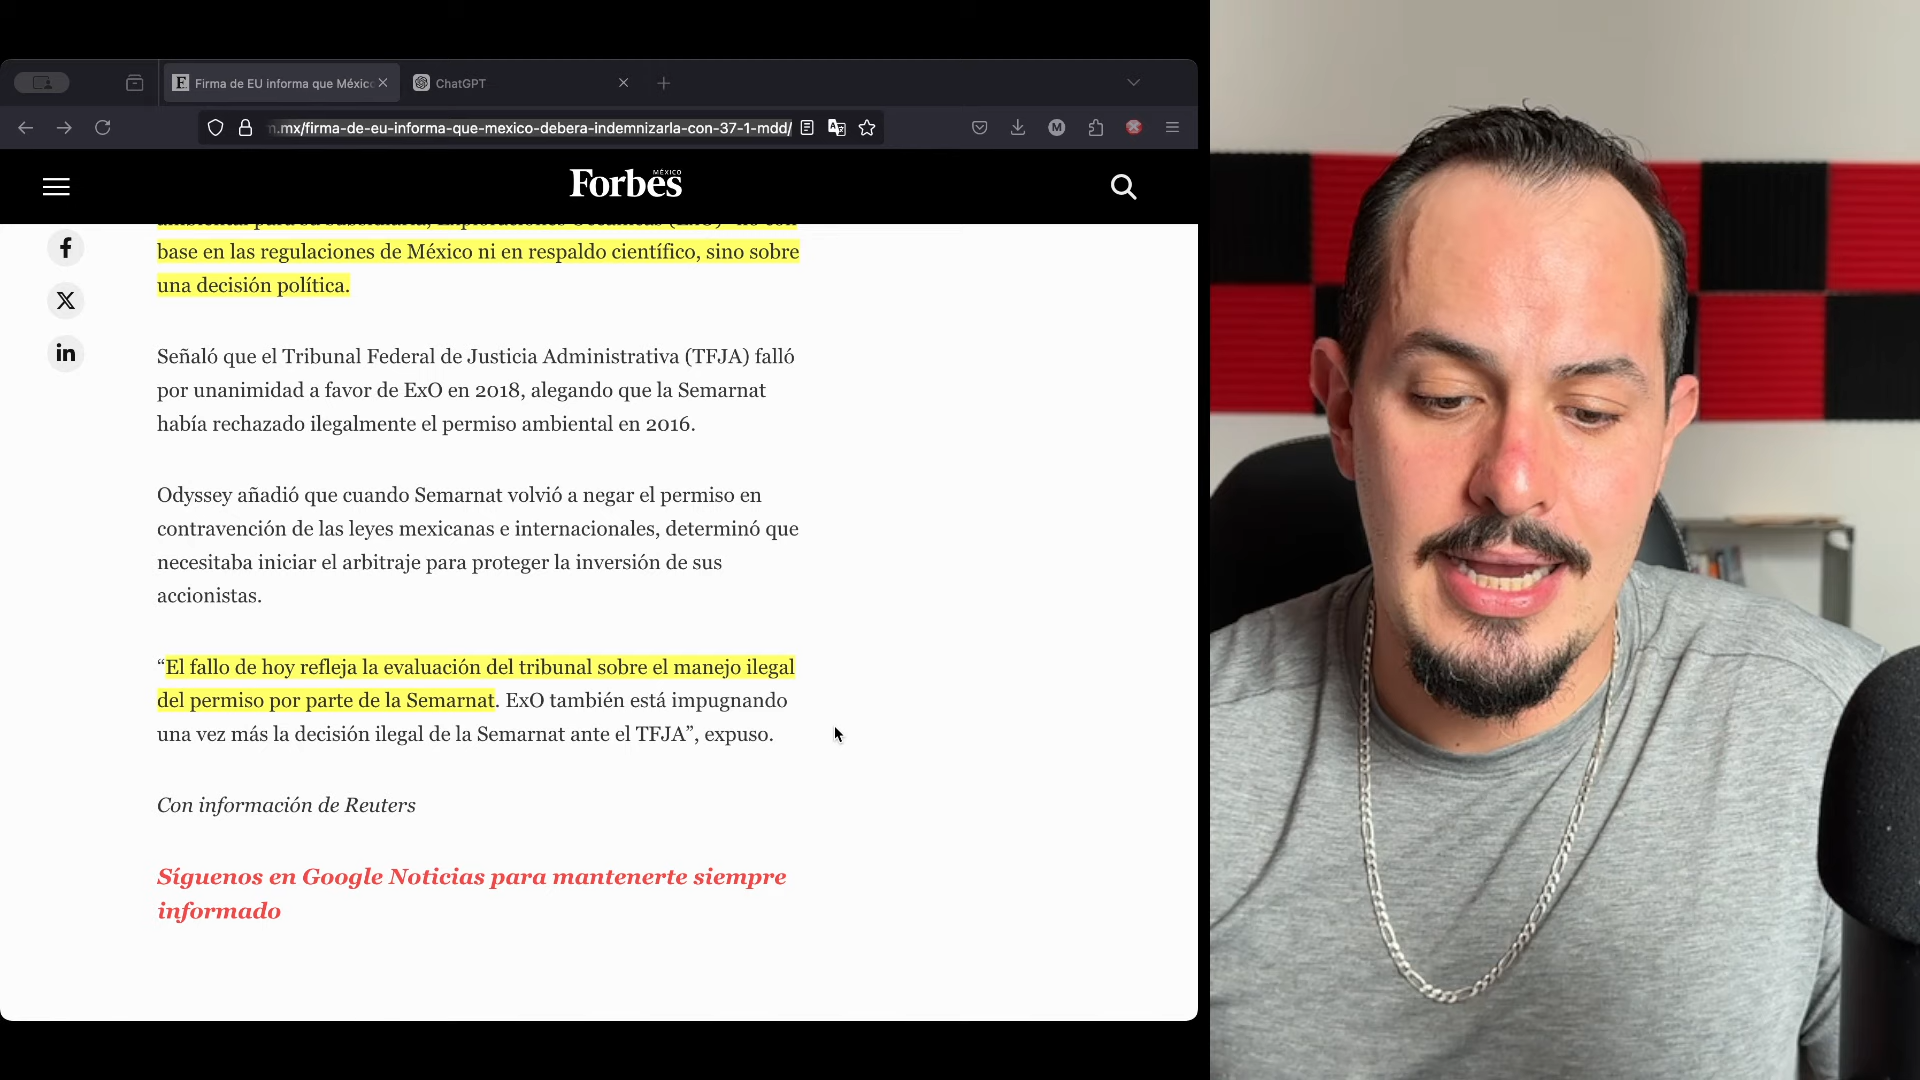 Firma de EU informa que Méxic
ChatGPT
n.mx/firma-de-eu-informa-que-mexico-debera-indemnizarla-con-37-1-mdd/
M
Forbes
MÉXICO
base en las regulaciones de México ni en respaldo científico, sino sobre
una decisión política.
Señaló que el Tribunal Federal de Justicia Administrativa (TFJA) falló
por unanimidad a favor de ExO en 2018, alegando que la Semarnat
había rechazado ilegalmente el permiso ambiental en 2016.
Odyssey añadió que cuando Semarnat volvió a negar el permiso en
contravención de las leyes mexicanas e internacionales, determinó que
necesitaba iniciar el arbitraje para proteger la inversión de sus
accionistas.
“El fallo de hoy refleja la evaluación del tribunal sobre el manejo ilegal
del permiso por parte de la Semarnat. ExO también está impugnando
una vez más la decisión ilegal de la Semarnat ante el TFJA”, expuso.
Con información de Reuters
Síguenos en Google Noticias para mantenerte siempre
informado